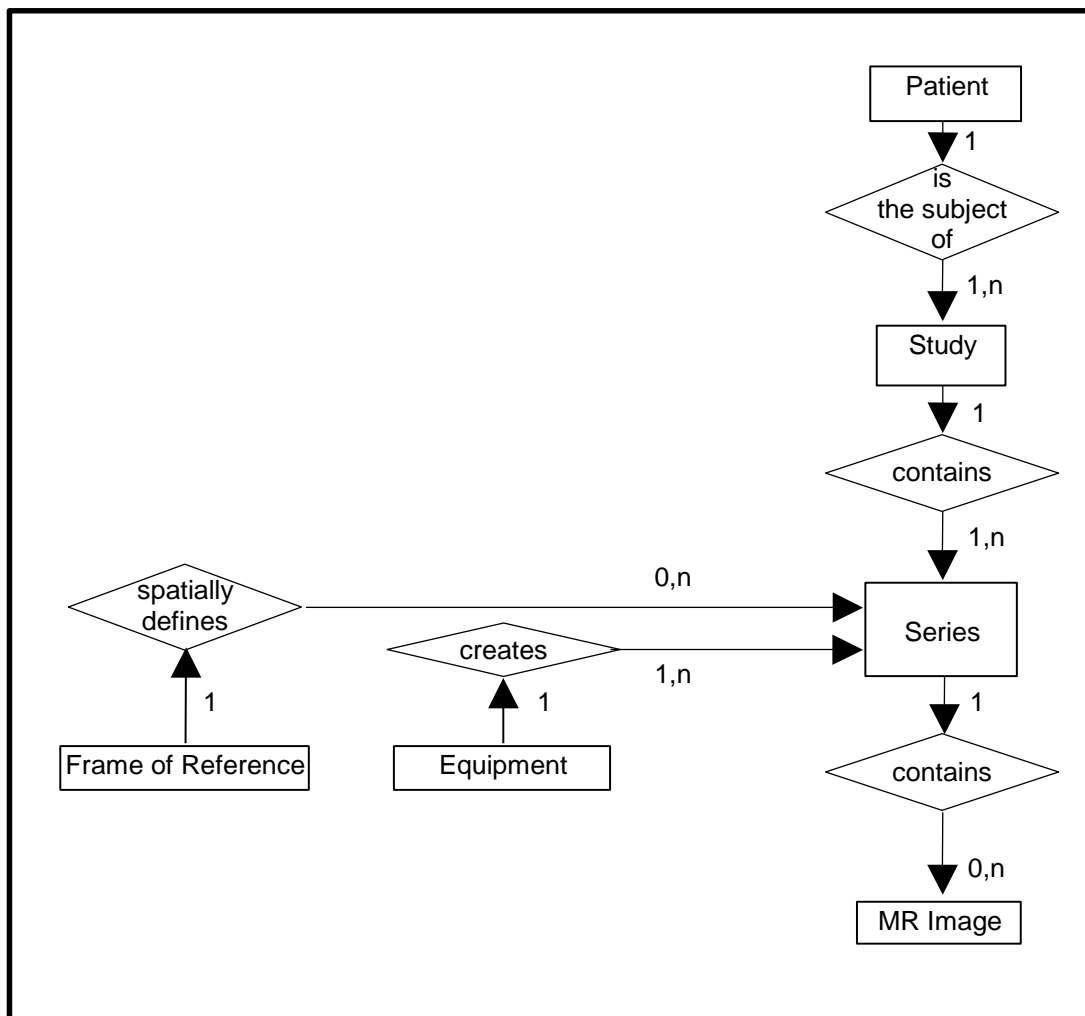 Patient
1
is
the subject
of
1,n
Study
1
contains
1,n
spatially
defines
0,n
Series
creates
1,n
1
1
1
Frame of Reference
Equipment
contains
0,n
MR Image